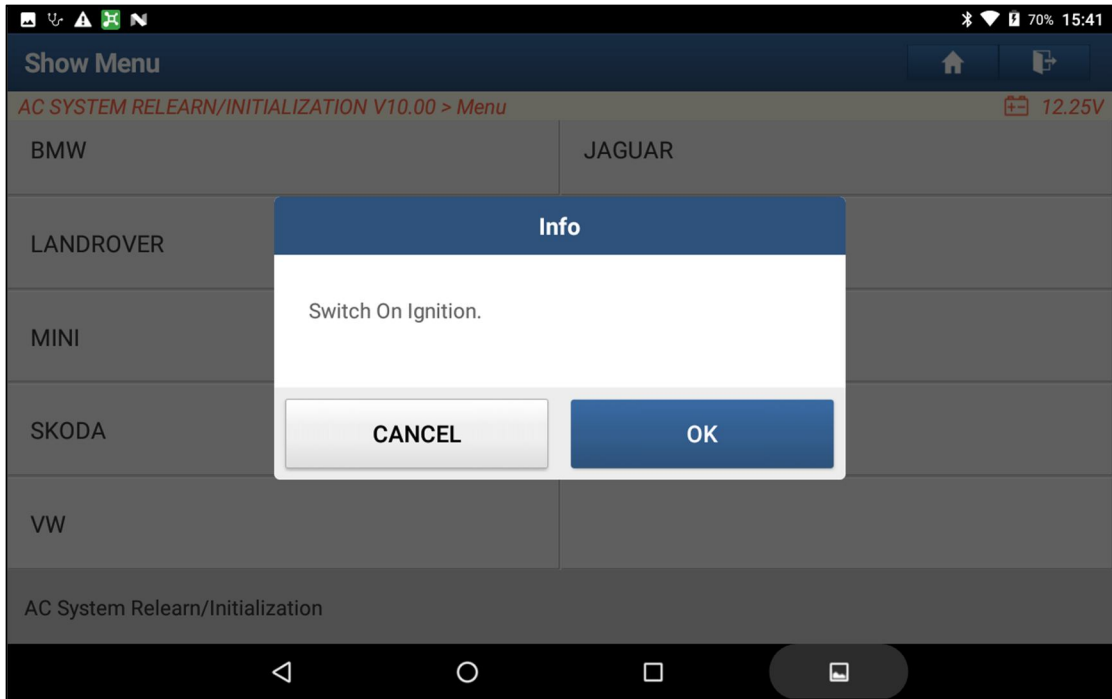 70% 15:41
Show Menu
AC SYSTEM RELEARN/INITIALIZATION V10.00 > Menu 12.25V
BMW JAGUAR
LANDROVER
Info
Switch On Ignition.
MINI
SKODA
CANCEL OK
VW
AC System Relearn/Initialization